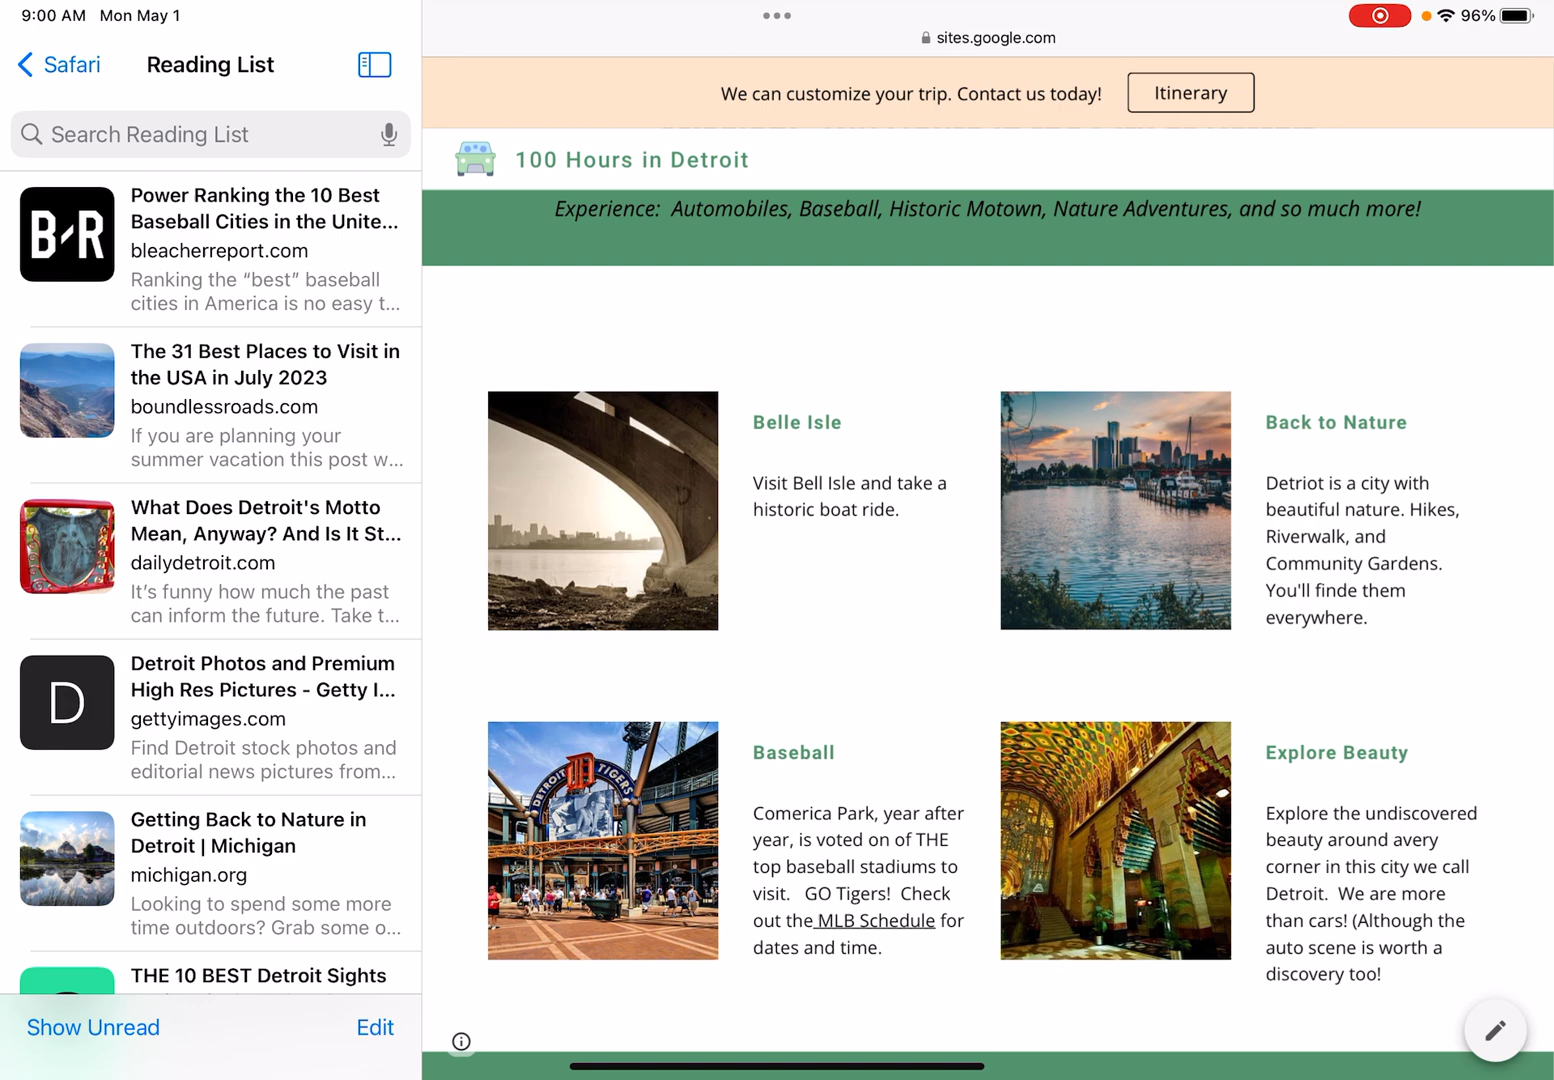 9:00 AM Mon May 1
96%
Safari
Reading List
Search Reading List
B/R
Power Ranking the 10 Best
Baseball Cities in the Unite...
bleacherreport.com
Ranking the “best” baseball
cities in America is no easy t...
The 31 Best Places to Visit in
the USA in July 2023
boundlessroads.com
If you are planning your
summer vacation this post w...
What Does Detroit's Motto
Mean, Anyway? And Is It St...
dailydetroit.com
It’s funny how much the past
can inform the future. Take t...
D
Detroit Photos and Premium
High Res Pictures - Getty I...
gettyimages.com
Find Detroit stock photos and
editorial news pictures from...
Getting Back to Nature in
Detroit | Michigan
michigan.org
Looking to spend some more
time outdoors? Grab some o...
THE 10 BEST Detroit Sights
Show Unread
Edit
sites.google.com
We can customize your trip. Contact us today!
Itinerary
100 Hours in Detroit
Experience: Automobiles, Baseball, Historic Motown, Nature Adventures, and so much more!
Belle Isle
Visit Bell Isle and take a
historic boat ride.
Back to Nature
Detriot is a city with
beautiful nature. Hikes,
Riverwalk, and
Community Gardens.
You'll finde them
everywhere.
DETROIT D TIGERS
Baseball
Comerica Park, year after
year, is voted on of THE
top baseball stadiums to
visit. GO Tigers! Check
out the MLB Schedule for
dates and time.
Explore Beauty
Explore the undiscovered
beauty around avery
corner in this city we call
Detroit. We are more
than cars! (Although the
auto scene is worth a
discovery too!